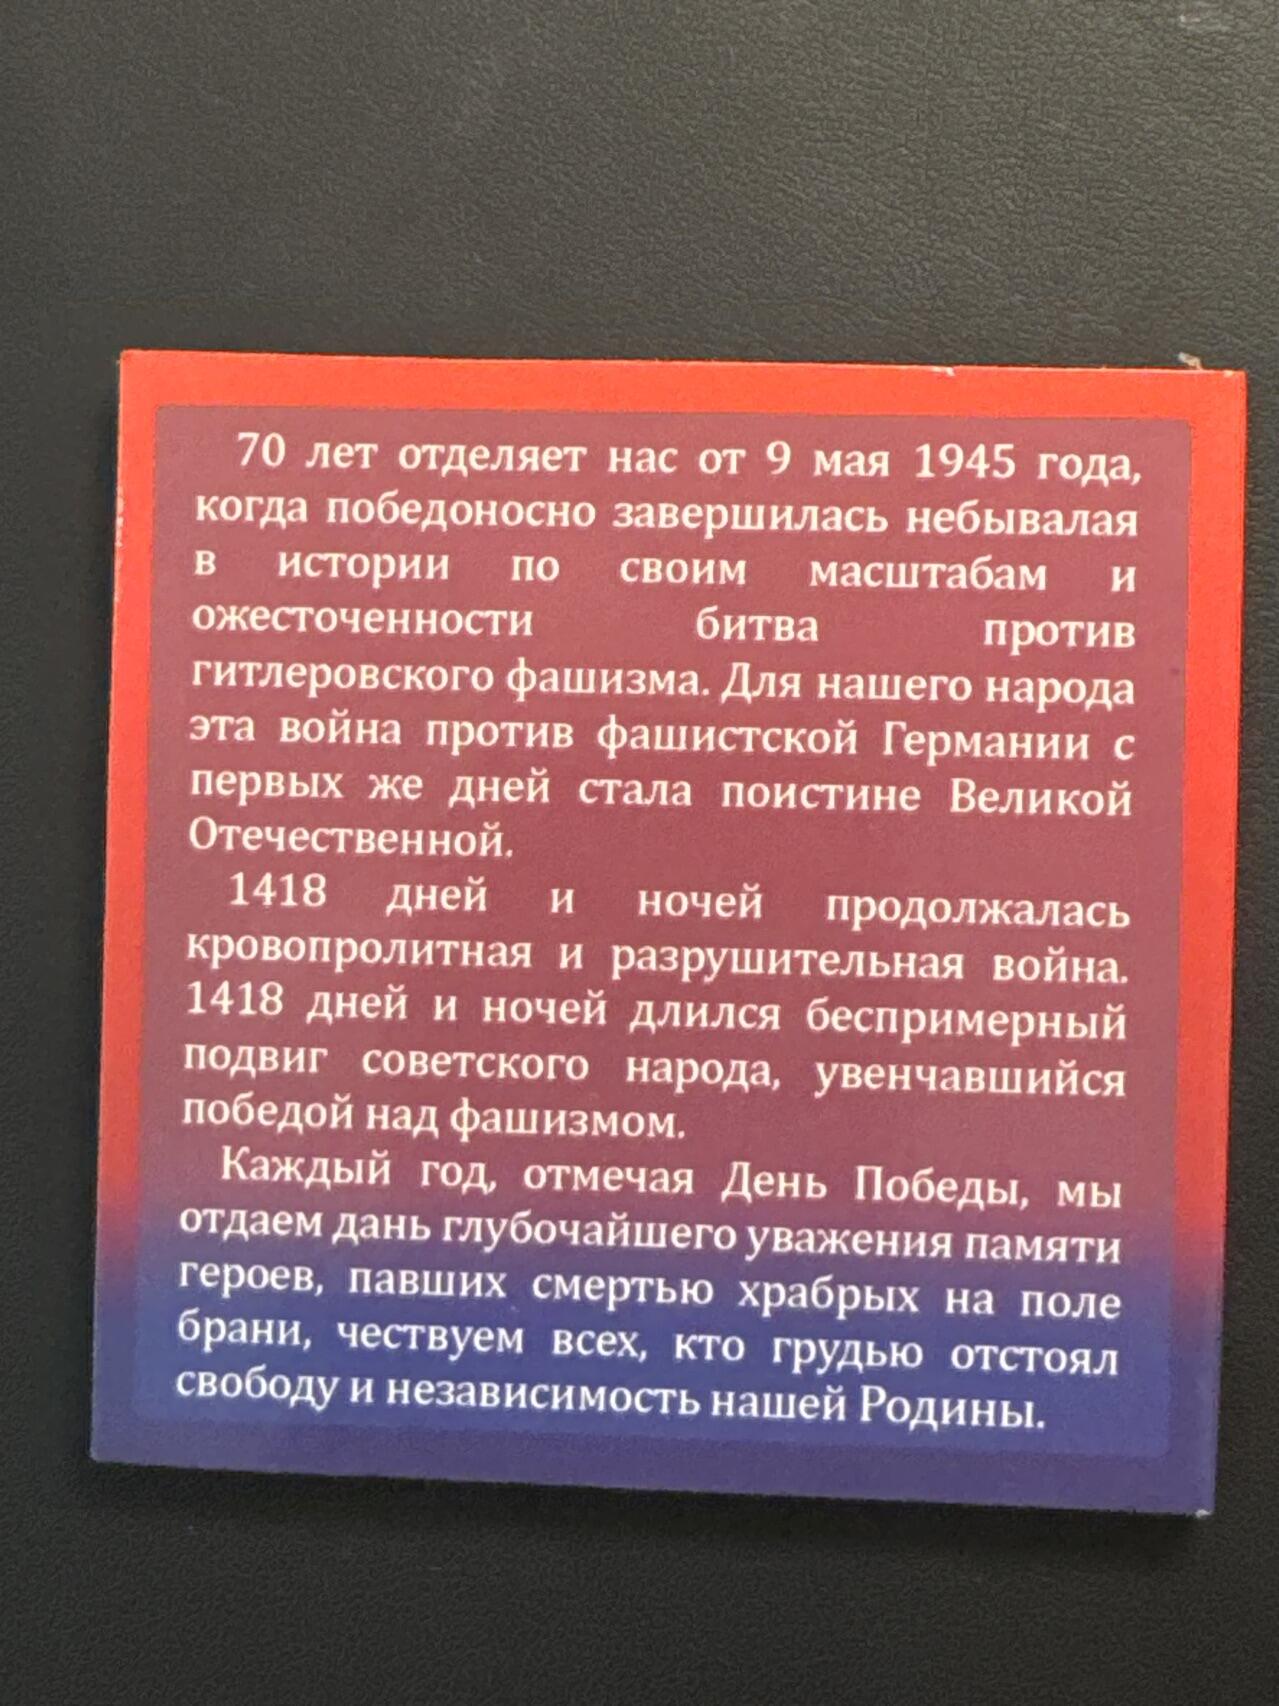 70 лет отделяет нас от 9 мая 1945 года,
когда победоносно завершилась небывалая
в истории по своим масштабам и
ожесточенности битва против
гитлеровского фашизма. Для нашего народа
эта война против фашистской Германии с
первых же дней стала поистине Великой
Отечественной.
1418 дней и ночей продолжалась
кровопролитная и разрушительная война.
1418 дней и ночей длился беспримерный
подвиг советского народа, увенчавшийся
победой над фашизмом.
Каждый год, отмечая День Победы, мы
отдаем дань глубочайшего уважения памяти
героев, павших смертью храбрых на поле
брани, чествуем всех, кто грудью отстоял
свободу и независимость нашей Родины.